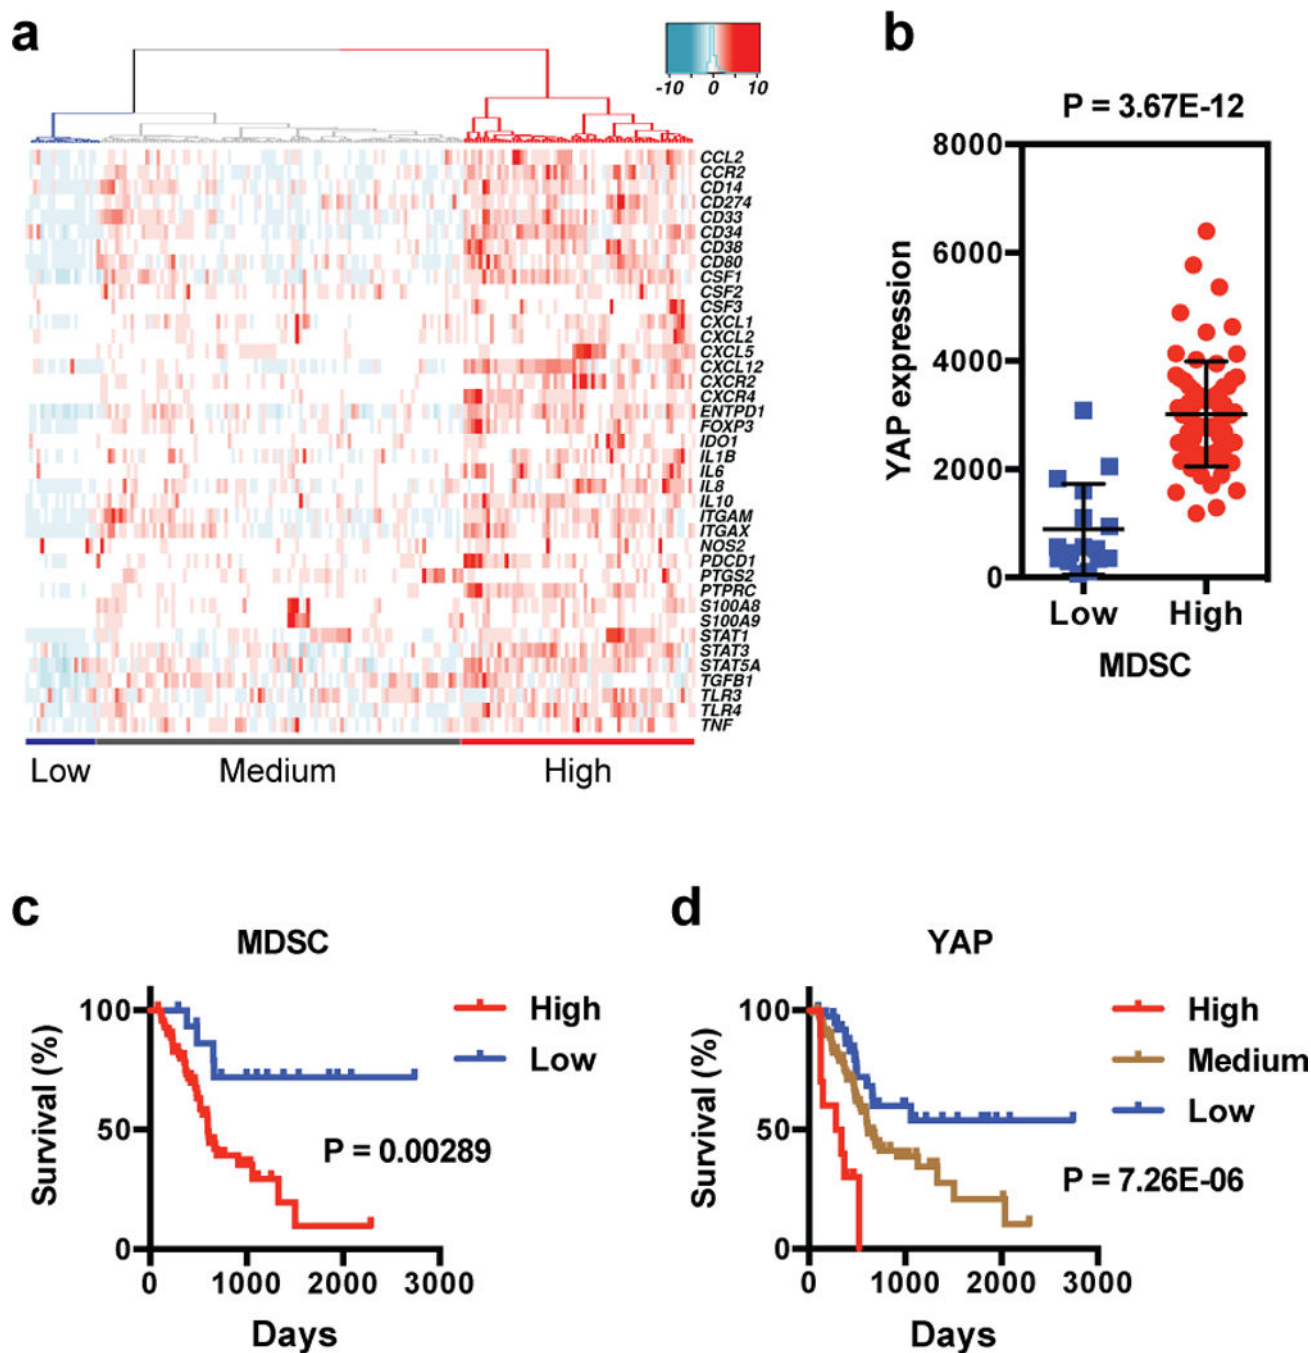 a
-10 0 10
CCL2
CCR2
CD14
CD274
CD33
CD34
CD38
CD80
CSF1
CSF2
CSF3
CXCL1
CXCL2
CXCL5
CXCL12
CXCR2
CXCR4
ENTPD1
FOXP3
IDO1
IL1B
IL6
IL8
IL10
ITGAM
ITGAX
NOS2
PDCD1
PTGS2
PTPRC
S100A8
S100A9
STAT1
STAT3
STAT5A
TGFB1
TLR3
TLR4
TNF
Low Medium High
b
P = 3.67E-12
YAP expression
8000
6000
4000
2000
0
Low High
MDSC
c
MDSC
Survival (%)
100
50
0
High
Low
P = 0.00289
0 1000 2000 3000
Days
d
YAP
Survival (%)
100
50
0
High
Medium
Low
P = 7.26E-06
0 1000 2000 3000
Days